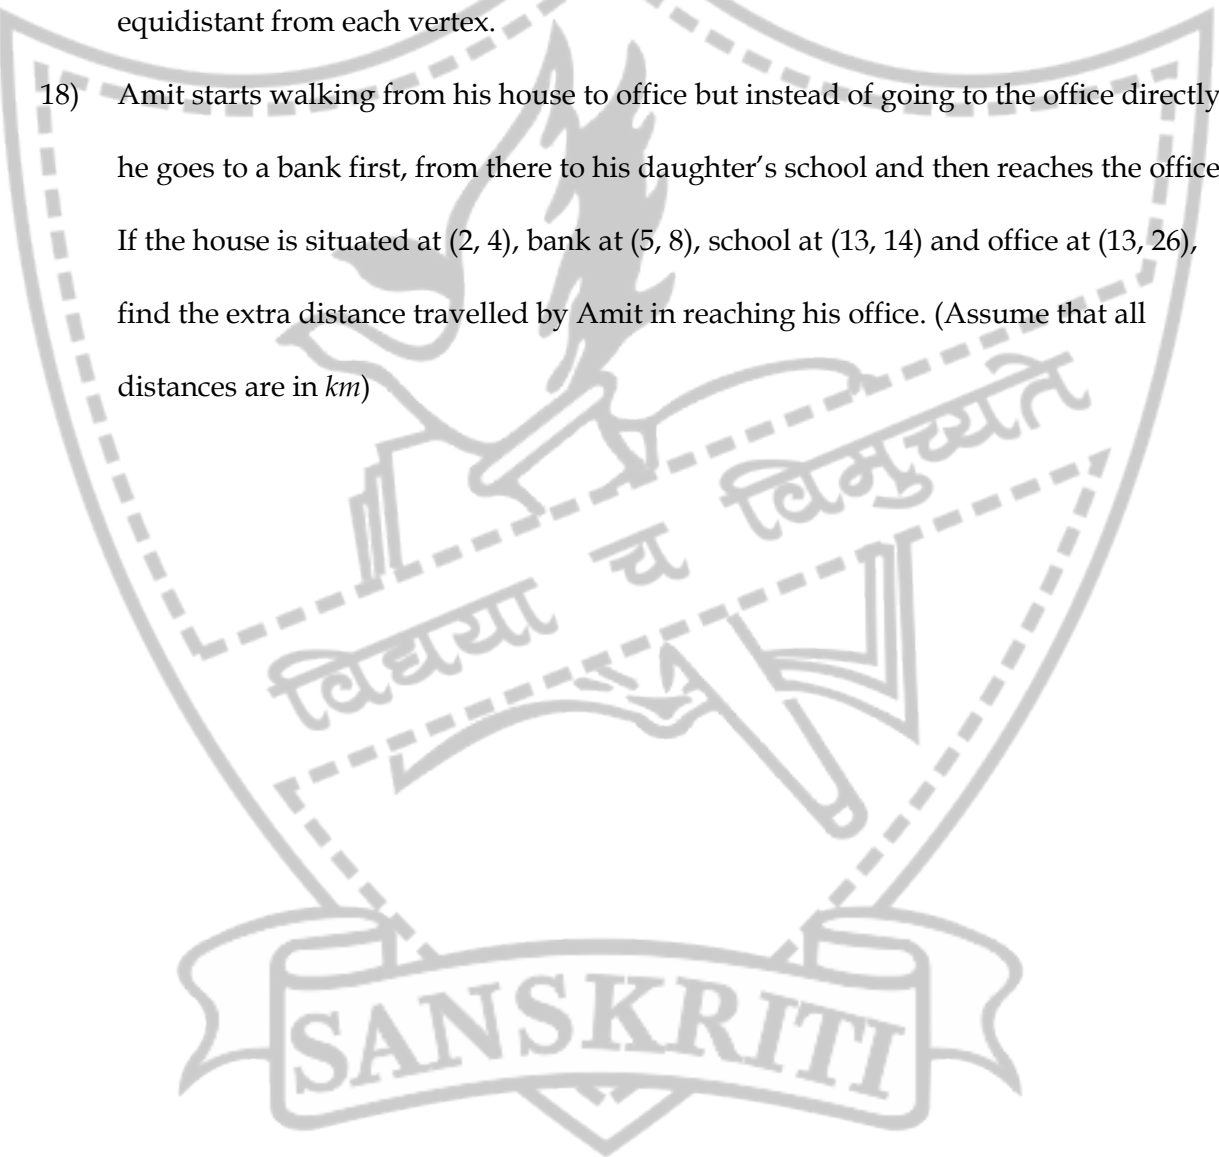 equidistant from each vertex.
18) Amit starts walking from his house to office but instead of going to the office directly
he goes to a bank first, from there to his daughter’s school and then reaches the office
If the house is situated at (2, 4), bank at (5, 8), school at (13, 14) and office at (13, 26),
find the extra distance travelled by Amit in reaching his office. (Assume that all
distances are in km)
विद्यया च विमुच्यते
SANSKRITI